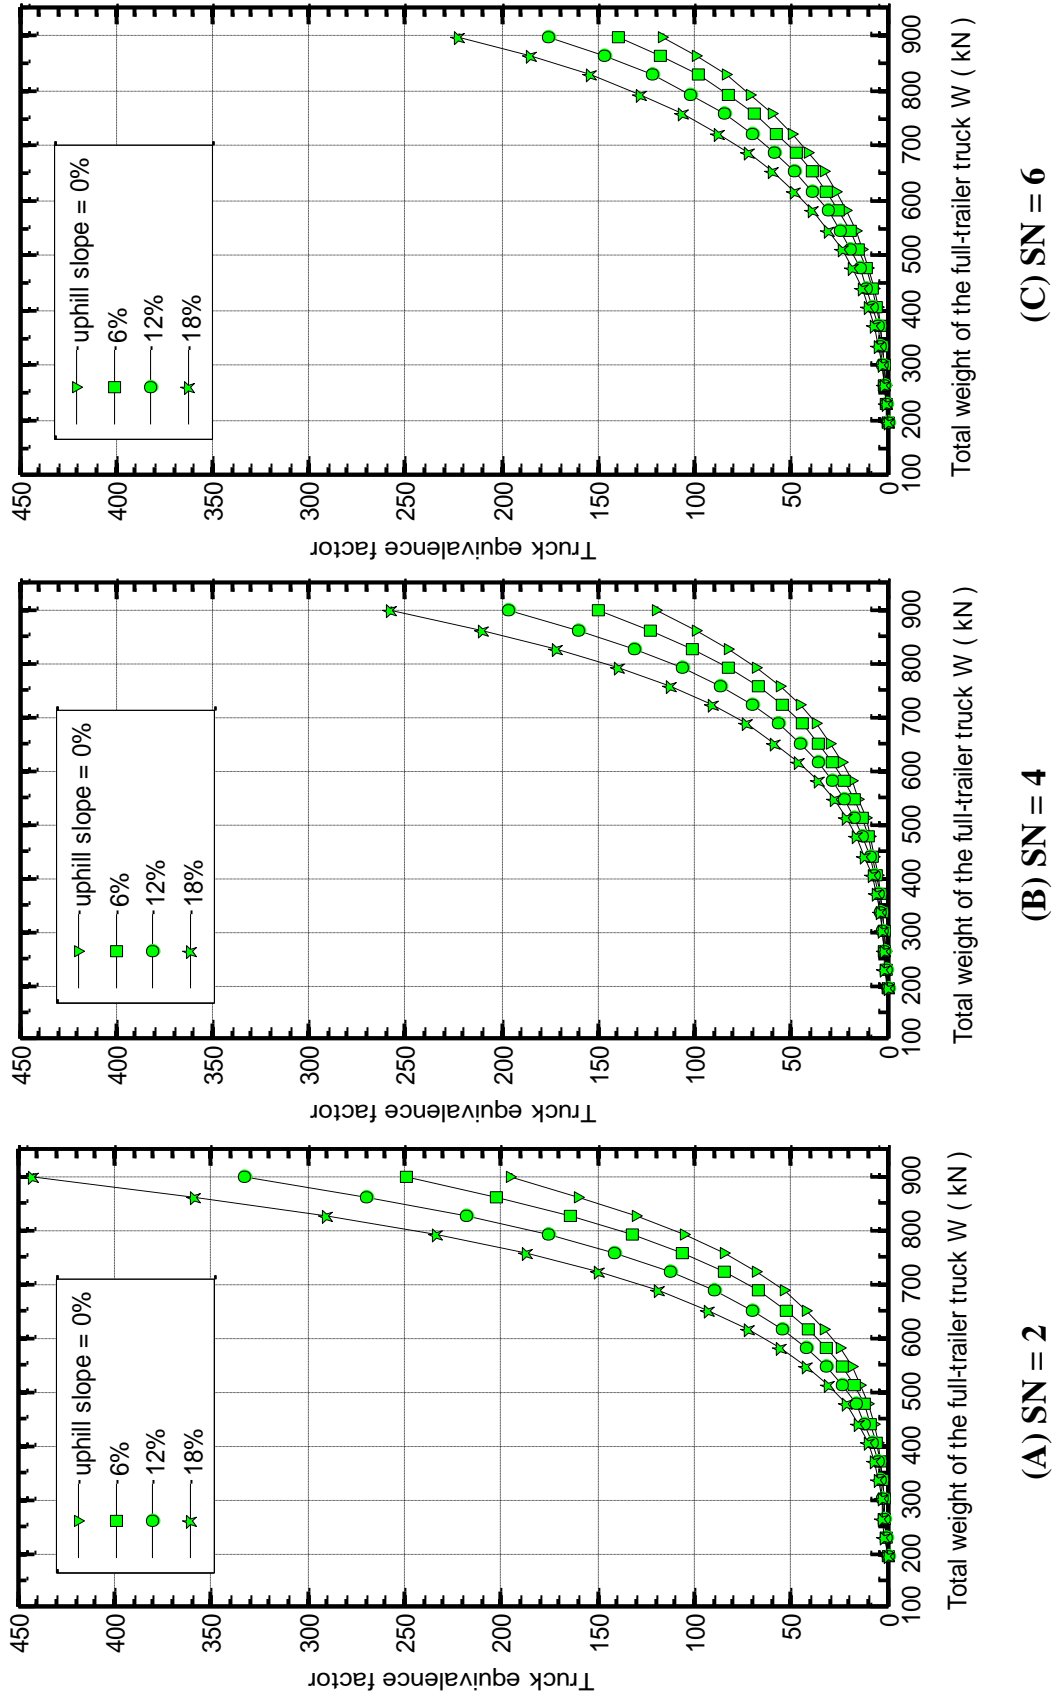 450
400
350
300
250
200
150
100
50
0
Truck equivalence factor
uphill slope = 0%
6%
12%
18%
100 200 300 400 500 600 700 800 900
Total weight of the full-trailer truck W ( kN )
(A) SN = 2
450
400
350
300
250
200
150
100
50
0
Truck equivalence factor
uphill slope = 0%
6%
12%
18%
100 200 300 400 500 600 700 800 900
Total weight of the full-trailer truck W ( kN )
(B) SN = 4
450
400
350
300
250
200
150
100
50
0
Truck equivalence factor
uphill slope = 0%
6%
12%
18%
100 200 300 400 500 600 700 800 900
Total weight of the full-trailer truck W ( kN )
(C) SN = 6